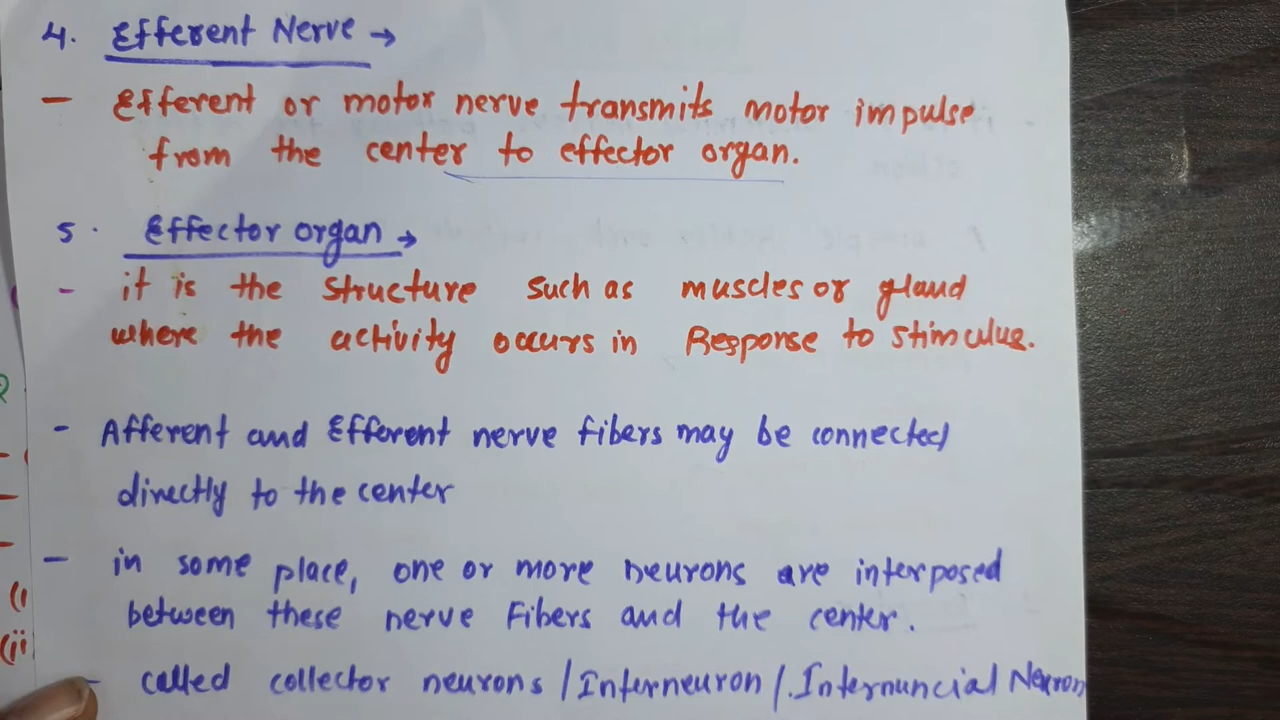 4. Efferent Nerve →
- Efferent or motor nerve transmits motor impulse
from the center to effector organ.
5. Effector organ →
- it is the structure such as muscles or gland
where the activity occurs in Response to stimulus.
- Afferent and Efferent nerve fibers may be connected
directly to the center
- in some place, one or more neurons are interposed
between these nerve Fibers and the center.
- called collector neurons / Interneuron / Internuncial Neuron
(i
(ii